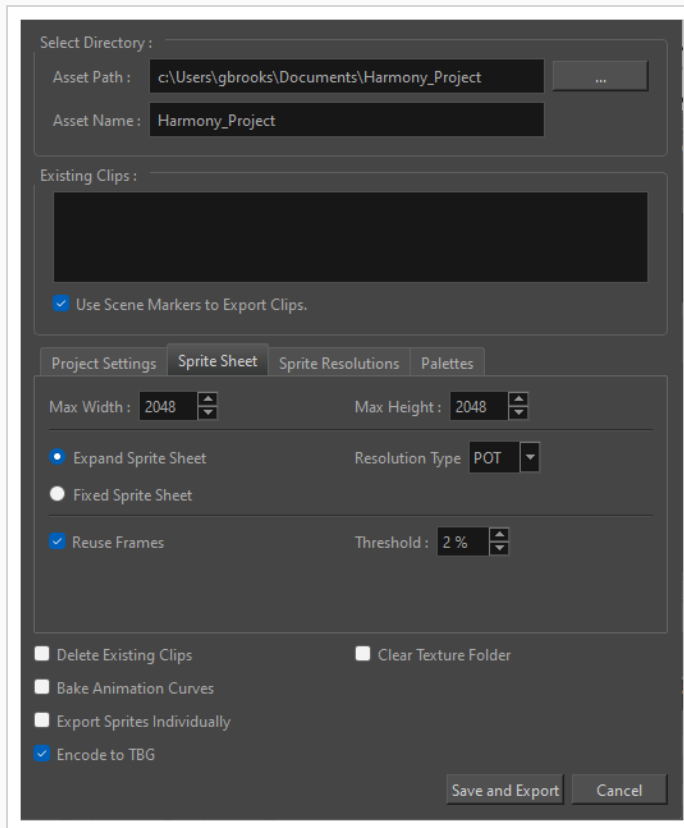 Select Directory :
Asset Path : c:\Users\gbrooks\Documents\Harmony_Project ...
Asset Name : Harmony_Project
Existing Clips :
Use Scene Markers to Export Clips.
Project Settings Sprite Sheet Sprite Resolutions Palettes
Max Width : 2048 Max Height : 2048
Expand Sprite Sheet Resolution Type POT
Fixed Sprite Sheet
Reuse Frames Threshold : 2 %
Delete Existing Clips Clear Texture Folder
Bake Animation Curves
Export Sprites Individually
Encode to TBG
Save and Export Cancel